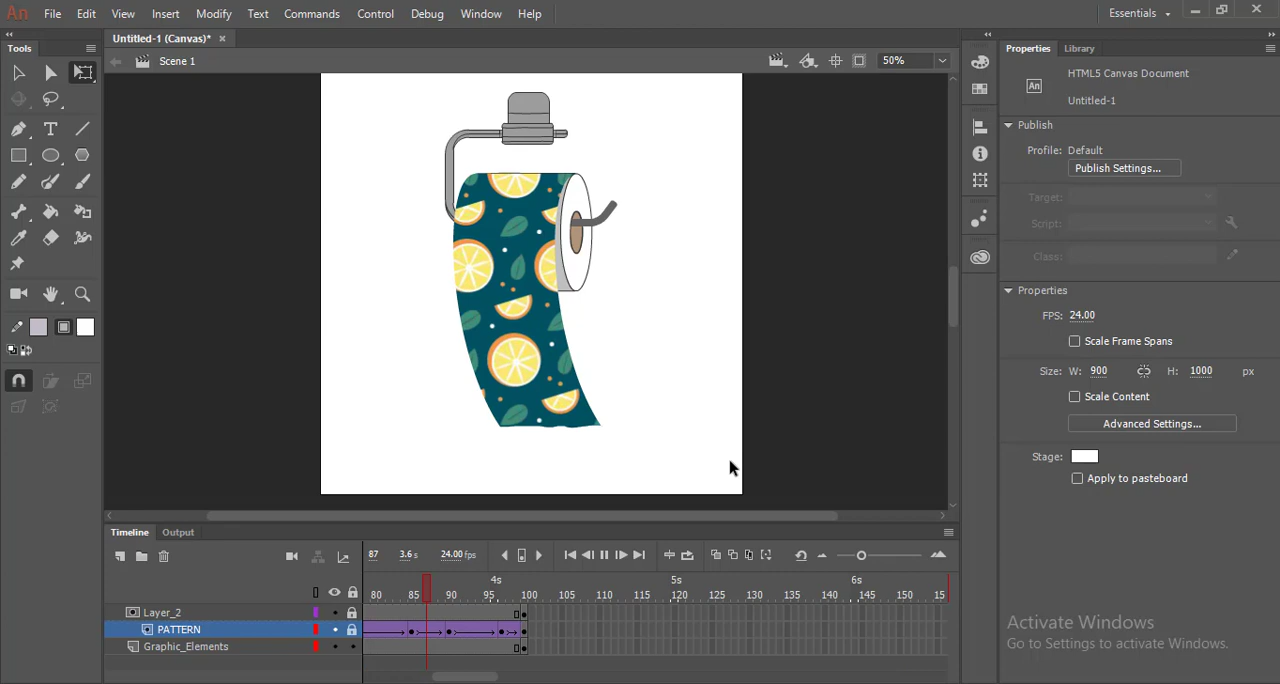 An File Edit View Insert Modify Text Commands Control Debug Window Help Essentials
Tools
Untitled-1 (Canvas)* ×
Scene 1
50%
Properties Library
HTML5 Canvas Document
An
Untitled-1
Publish
Profile: Default
Publish Settings...
Target:
Script:
Class:
Properties
FPS: 24.00
Scale Frame Spans
Size: W: 900 H: 1000 px
Scale Content
Advanced Settings...
Stage:
Apply to pasteboard
Timeline Output
87 3.6 s 24.00 fps
4s 5s 6s
80 85 90 95 100 105 110 115 120 125 130 135 140 145 150 15
Layer_2
PATTERN
Graphic_Elements
Activate Windows
Go to Settings to activate Windows.